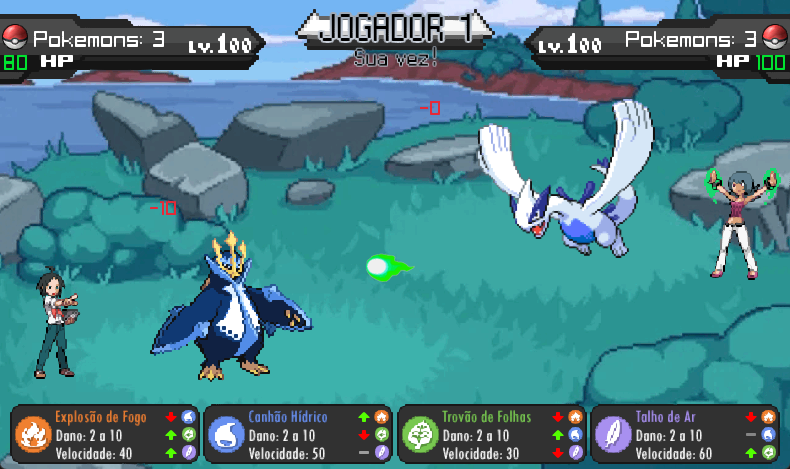 JOGADOR 1
Sua vez!
Pokemons: 3
Lv.100
80 HP
Pokemons: 3
Lv.100
HP 100
-0
-10
Explosão de Fogo
Dano: 2 a 10
Velocidade: 40
Canhão Hídrico
Dano: 2 a 10
Velocidade: 50
Trovão de Folhas
Dano: 2 a 10
Velocidade: 30
Talho de Ar
Dano: 2 a 10
Velocidade: 60